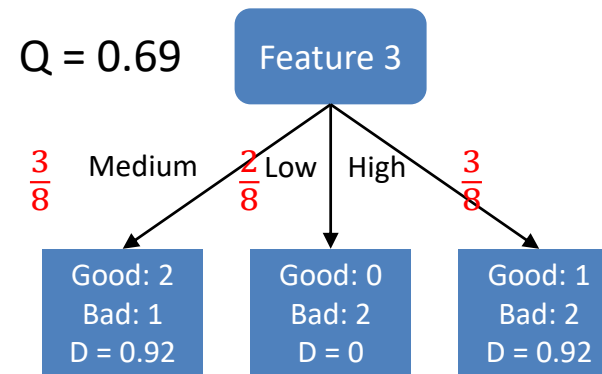 Q = 0.69
Feature 3
3/8
Medium
2/8
Low
High
3/8
Good: 2
Bad: 1
D = 0.92
Good: 0
Bad: 2
D = 0
Good: 1
Bad: 2
D = 0.92